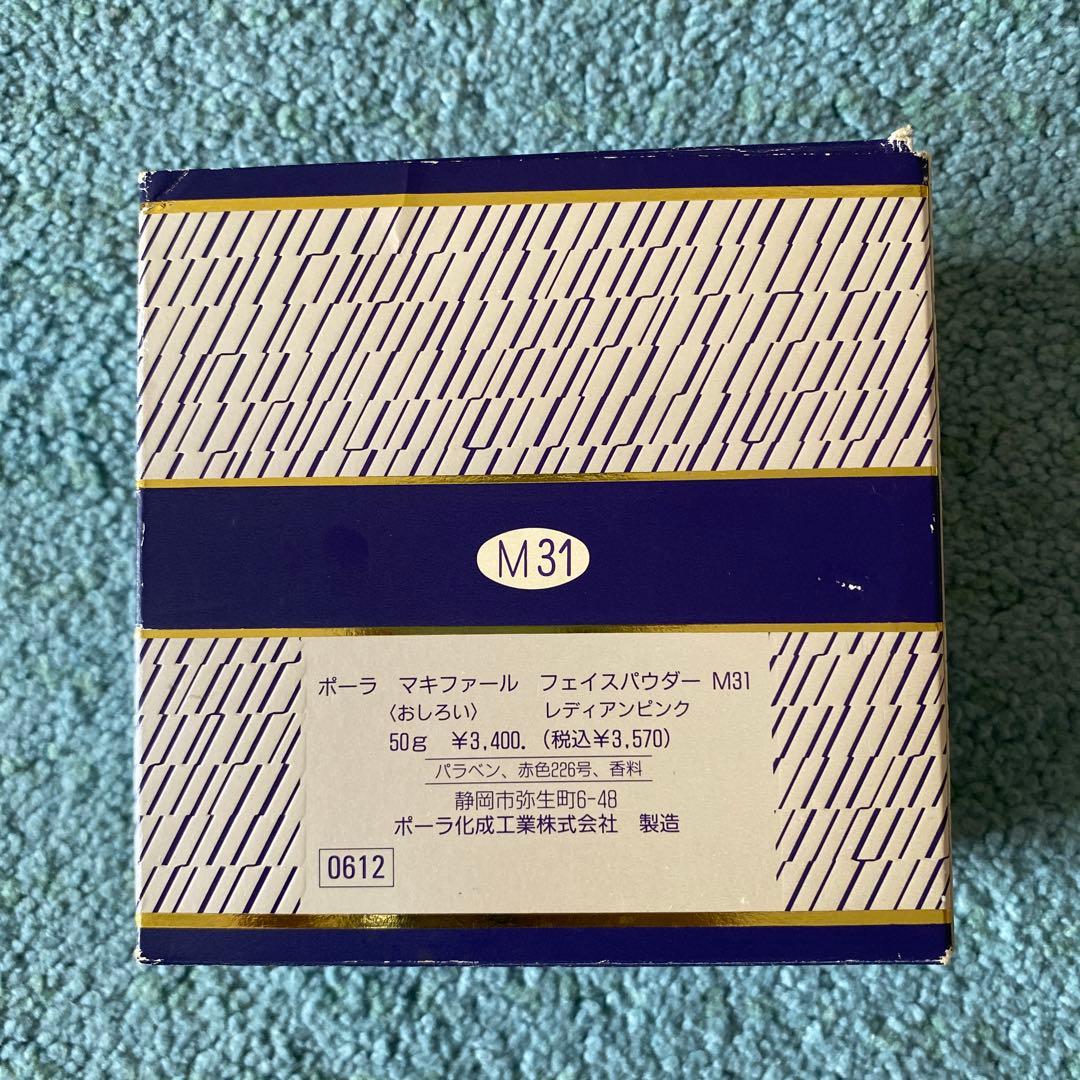 M31
ポーラ マキファール フェイスパウダー M31
〈おしろい〉 レディアンピンク
50g ¥3,400. (税込¥3,570)
パラベン、赤色226号、香料
静岡市弥生町6-48
ポーラ化成工業株式会社 製造
0612